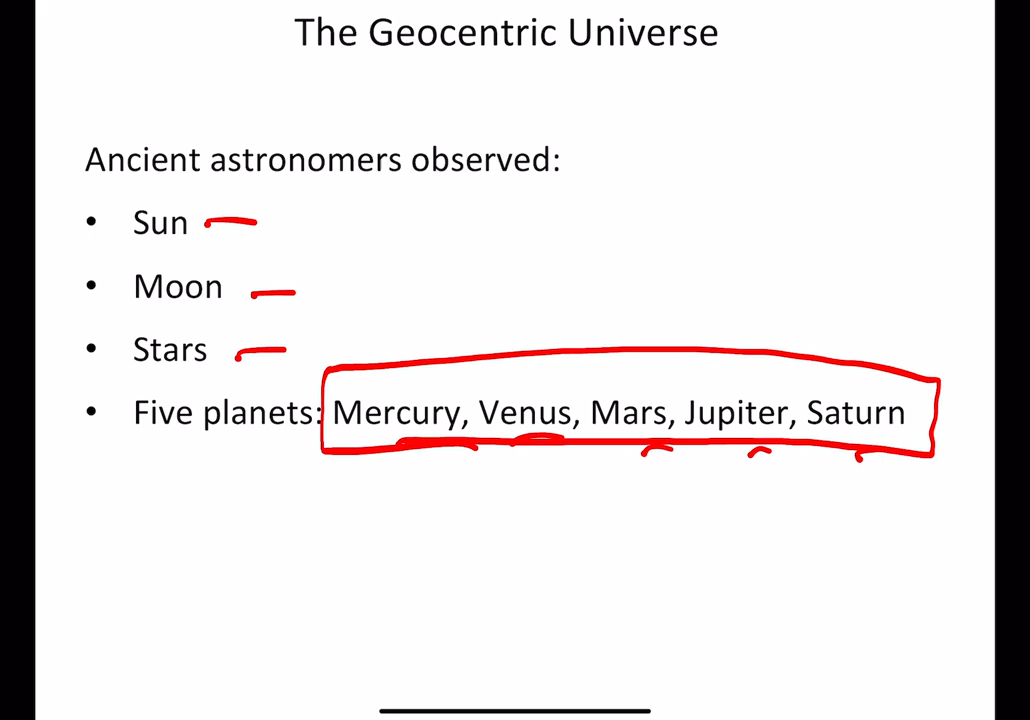 The Geocentric Universe
Ancient astronomers observed:
• Sun
• Moon
• Stars
• Five planets: Mercury, Venus, Mars, Jupiter, Saturn